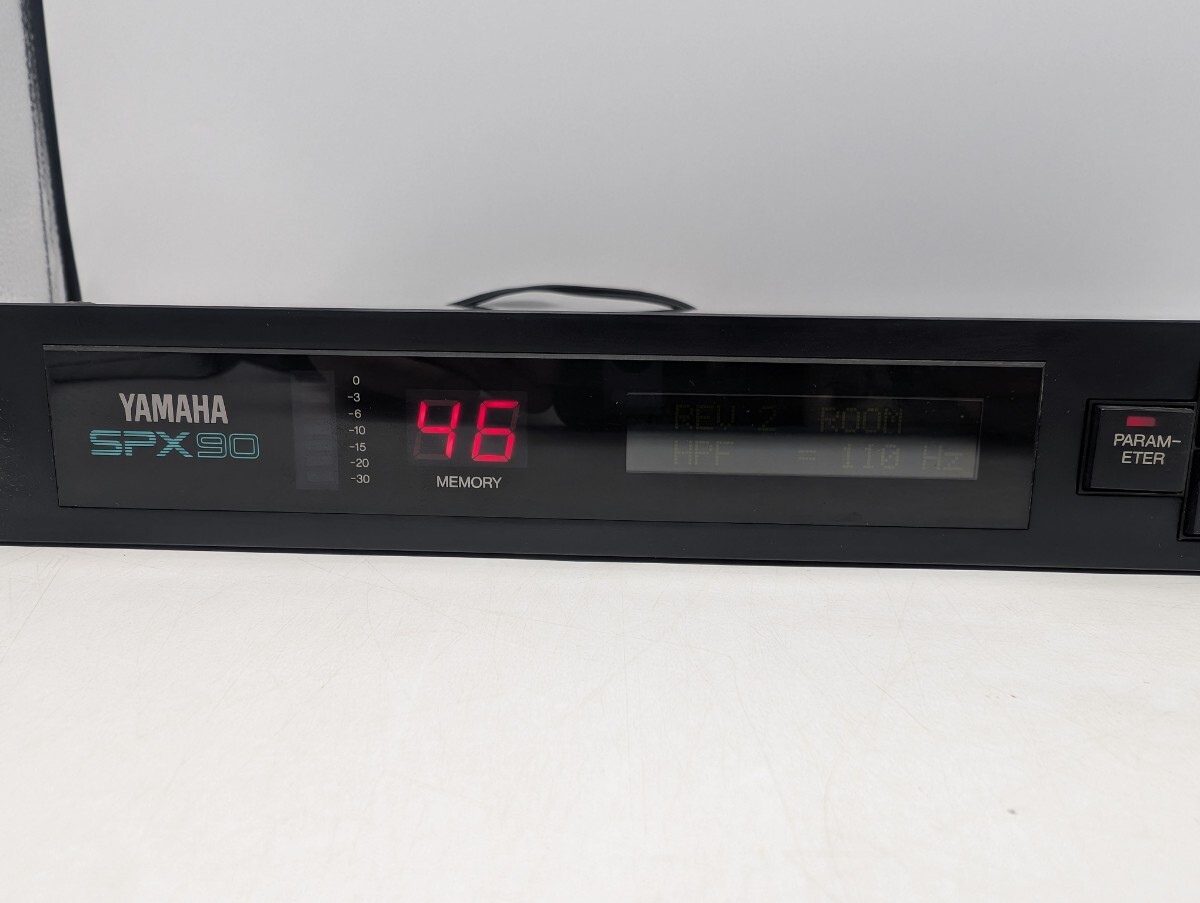 YAMAHA
SPX90
0
-3
-6
-10
-15
-20
-30
46
MEMORY
REV 2 ROOM
HPF = 110 Hz
PARAM-
ETER